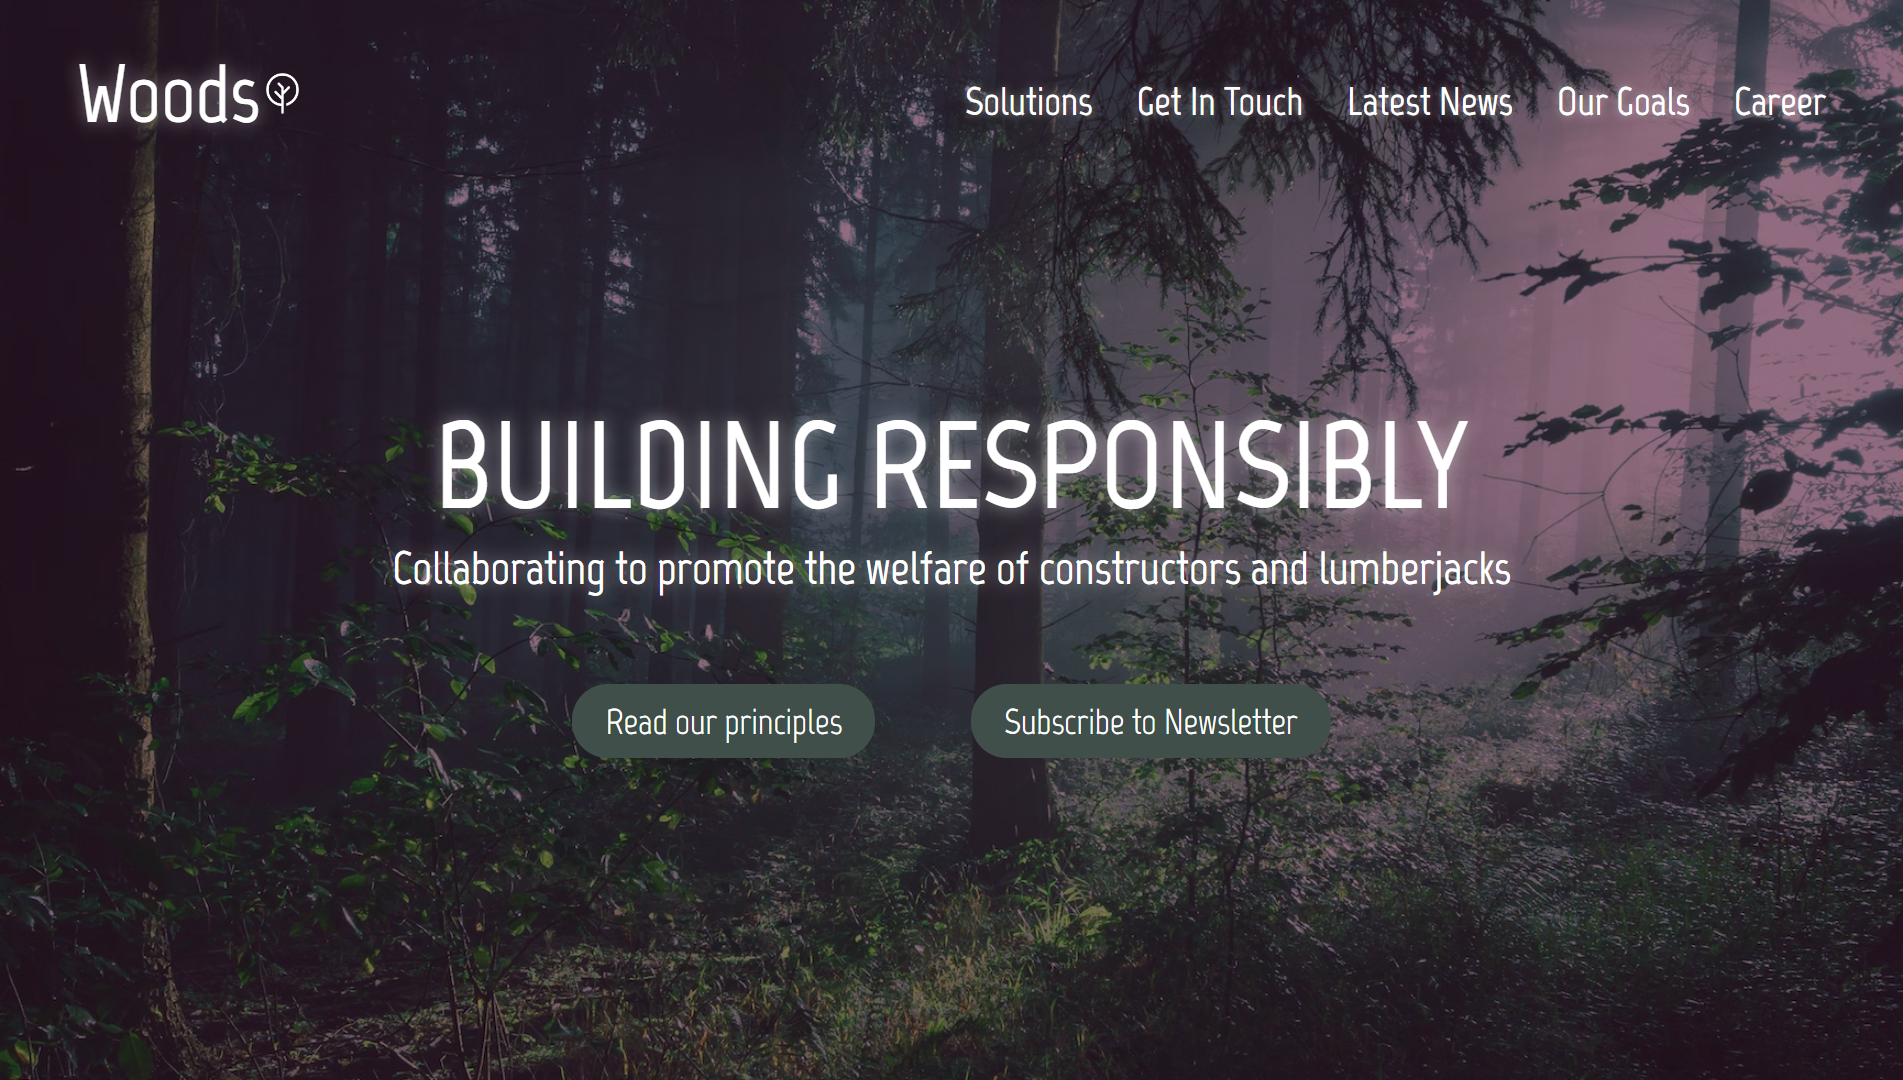 Woods
Solutions
Get In Touch
Latest News
Our Goals
Career
BUILDING RESPONSIBLY
Collaborating to promote the welfare of constructors and lumberjacks
Read our principles
Subscribe to Newsletter